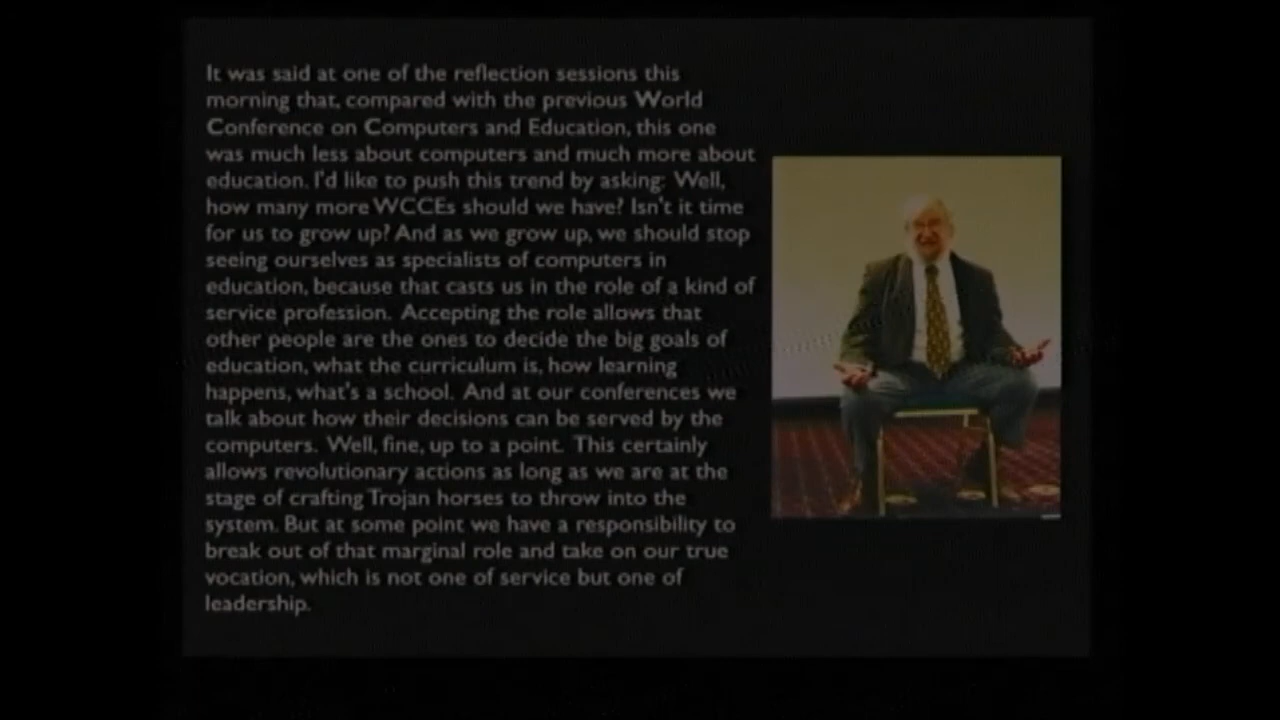 It was said at one of the reflection sessions this
morning that, compared with the previous World
Conference on Computers and Education, this one
was much less about computers and much more about
education. I'd like to push this trend by asking: Well,
how many more WCCEs should we have? Isn't it time
for us to grow up? And as we grow up, we should stop
seeing ourselves as specialists of computers in
education, because that casts us in the role of a kind of
service profession. Accepting the role allows that
other people are the ones to decide the big goals of
education, what the curriculum is, how learning
happens, what's a school. And at our conferences we
talk about how their decisions can be served by the
computers. Well, fine, up to a point. This certainly
allows revolutionary actions as long as we are at the
stage of crafting Trojan horses to throw into the
system. But at some point we have a responsibility to
break out of that marginal role and take on our true
vocation, which is not one of service but one of
leadership.